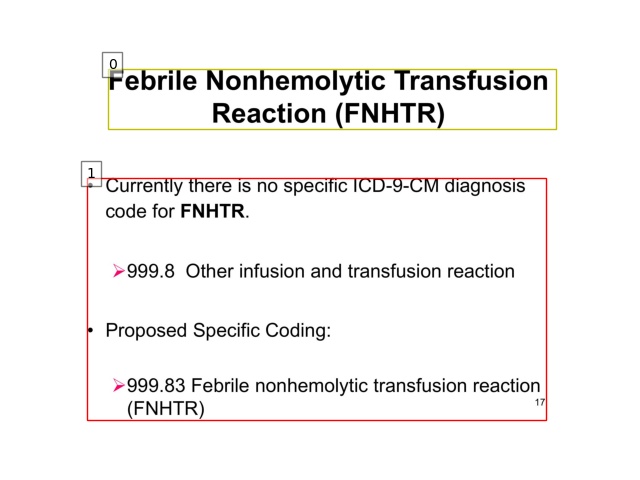 0
Febrile Nonhemolytic Transfusion
Reaction (FNHTR)
1
• Currently there is no specific ICD-9-CM diagnosis
code for FNHTR.
➢999.8  Other infusion and transfusion reaction
• Proposed Specific Coding:
➢999.83 Febrile nonhemolytic transfusion reaction
(FNHTR)
17